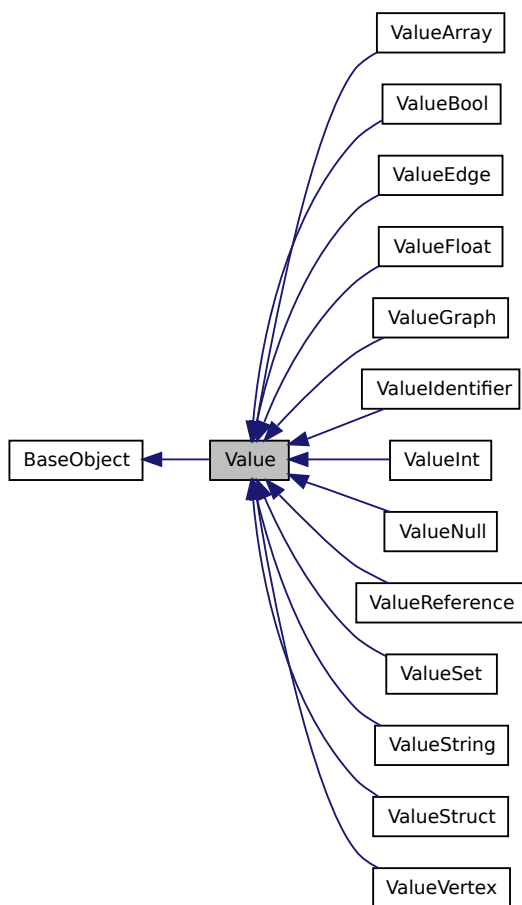 ValueArray
ValueBool
ValueEdge
ValueFloat
ValueGraph
ValueIdentifier
BaseObject
Value
ValueInt
ValueNull
ValueReference
ValueSet
ValueString
ValueStruct
ValueVertex